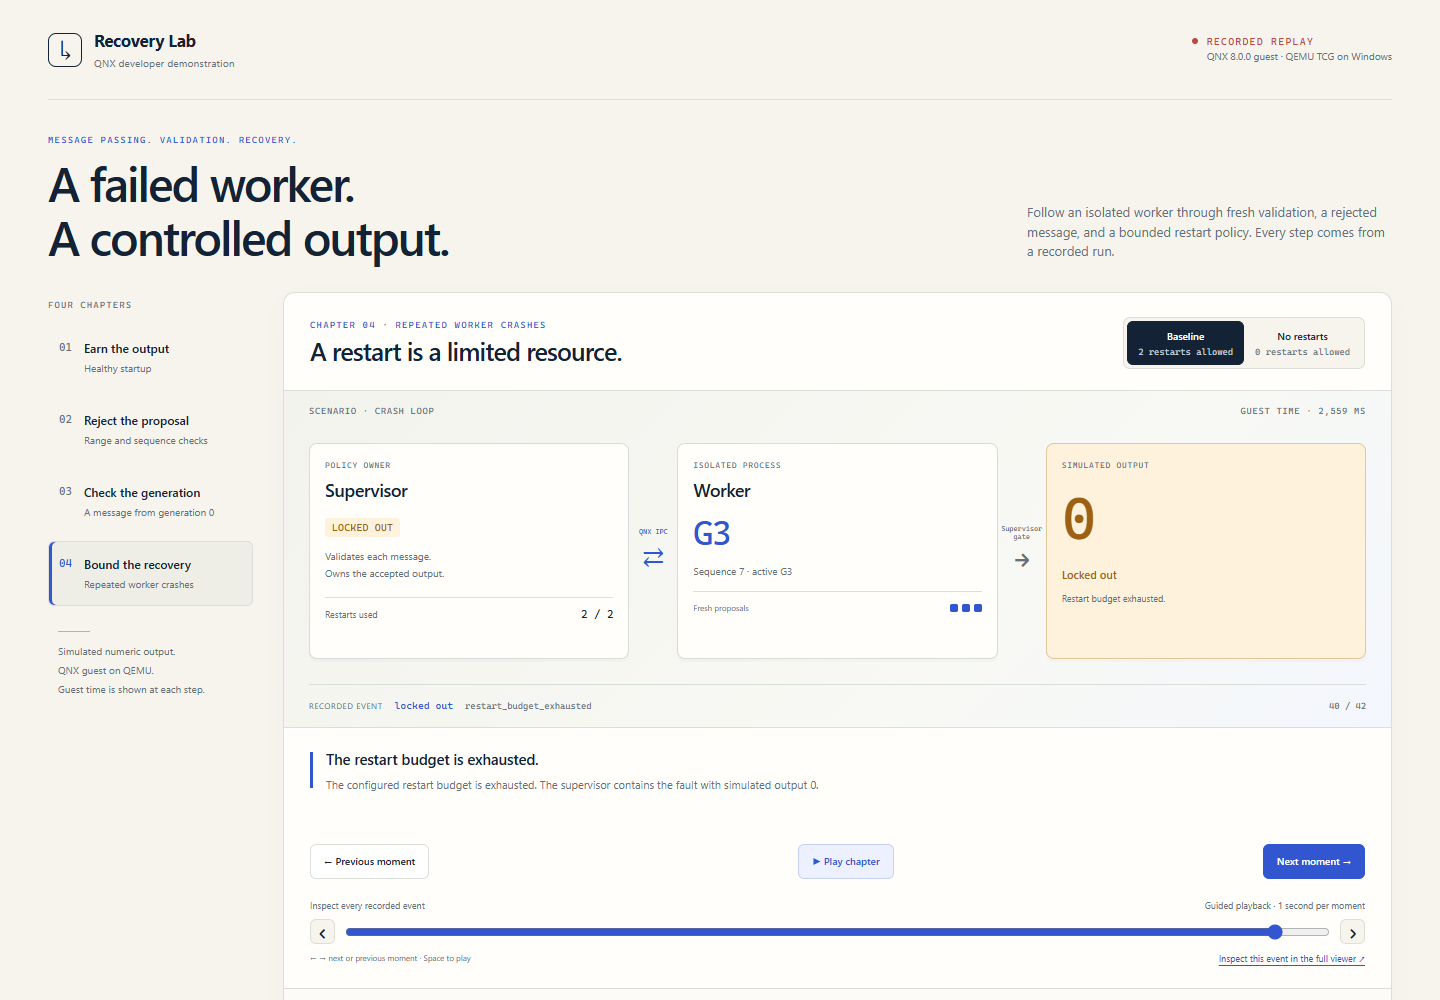 Recovery Lab
QNX developer demonstration
RECORDED REPLAY
QNX 8.0.0 guest · QEMU TCG on Windows
MESSAGE PASSING. VALIDATION. RECOVERY.
A failed worker.
A controlled output.
Follow an isolated worker through fresh validation, a rejected
message, and a bounded restart policy. Every step comes from
a recorded run.
FOUR CHAPTERS
01 Earn the output
Healthy startup
02 Reject the proposal
Range and sequence checks
03 Check the generation
A message from generation 0
04 Bound the recovery
Repeated worker crashes
Simulated numeric output.
QNX guest on QEMU.
Guest time is shown at each step.
CHAPTER 04 · REPEATED WORKER CRASHES
A restart is a limited resource.
Baseline
2 restarts allowed
No restarts
0 restarts allowed
SCENARIO · CRASH LOOP
GUEST TIME · 2,559 MS
POLICY OWNER
Supervisor
LOCKED OUT
Validates each message.
Owns the accepted output.
Restarts used 2 / 2
QNX IPC
⇄
ISOLATED PROCESS
Worker
G3
Sequence 7 · active G3
Fresh proposals
Supervisor
gate
→
SIMULATED OUTPUT
0
Locked out
Restart budget exhausted.
RECORDED EVENT locked out restart_budget_exhausted
40 / 42
The restart budget is exhausted.
The configured restart budget is exhausted. The supervisor contains the fault with simulated output 0.
← Previous moment
▶ Play chapter
Next moment →
Inspect every recorded event
Guided playback · 1 second per moment
‹
›
← → next or previous moment · Space to play
Inspect this event in the full viewer ↗